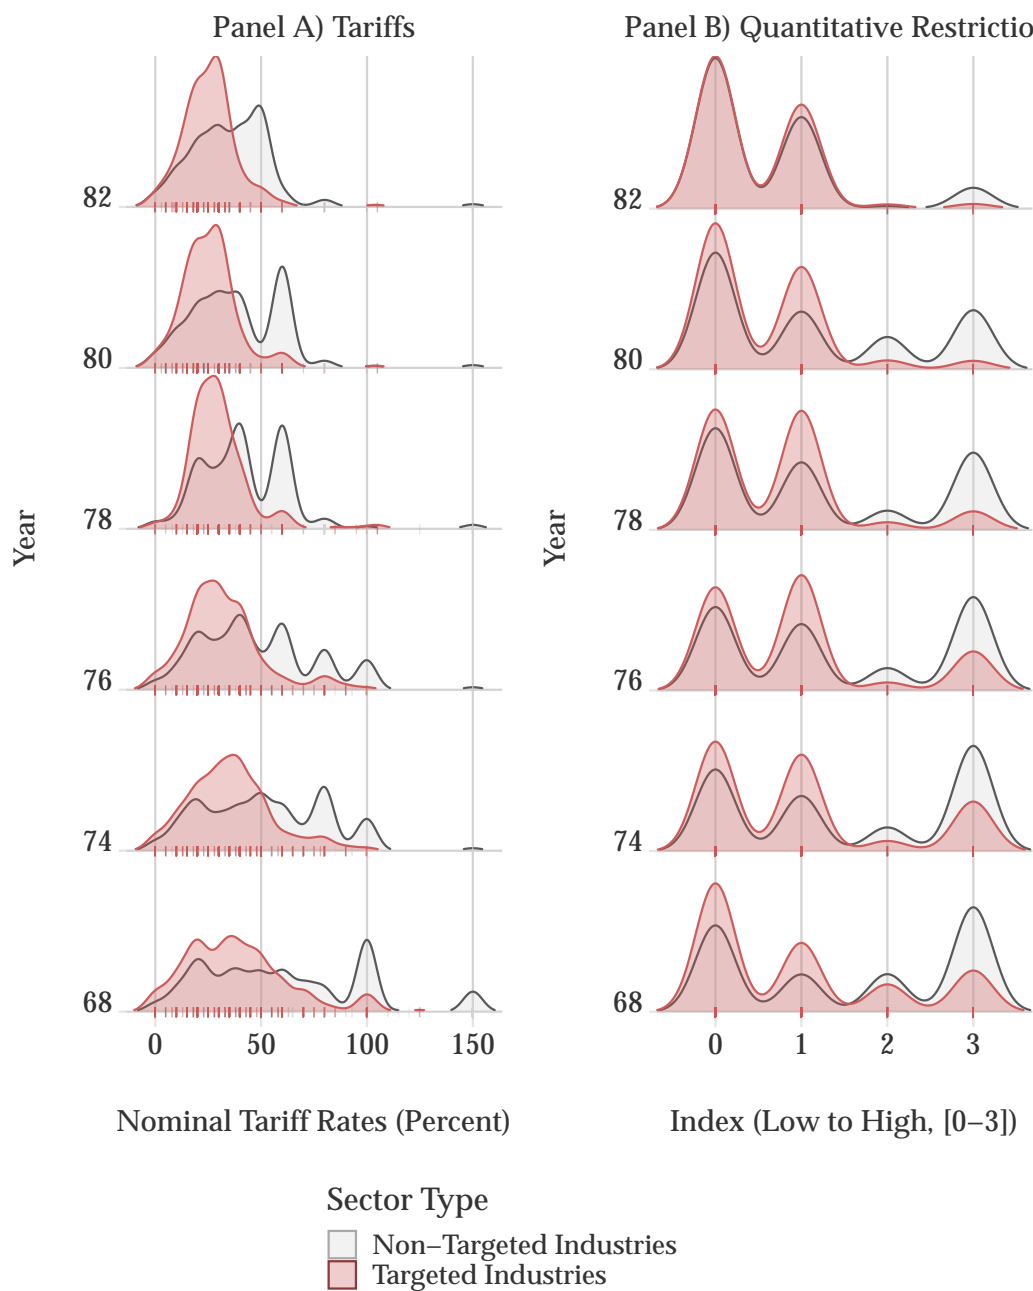 Panel A) Tariffs
Year
82
80
78
76
74
68
0 50 100 150
Nominal Tariff Rates (Percent)
Panel B) Quantitative Restrictio
Year
82
80
78
76
74
68
0 1 2 3
Index (Low to High, [0–3])
Sector Type
Non–Targeted Industries
Targeted Industries